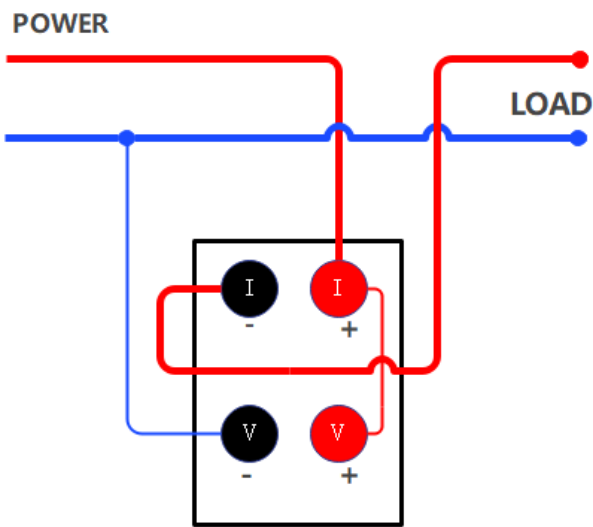 POWER
LOAD
I I
- +
V V
- +